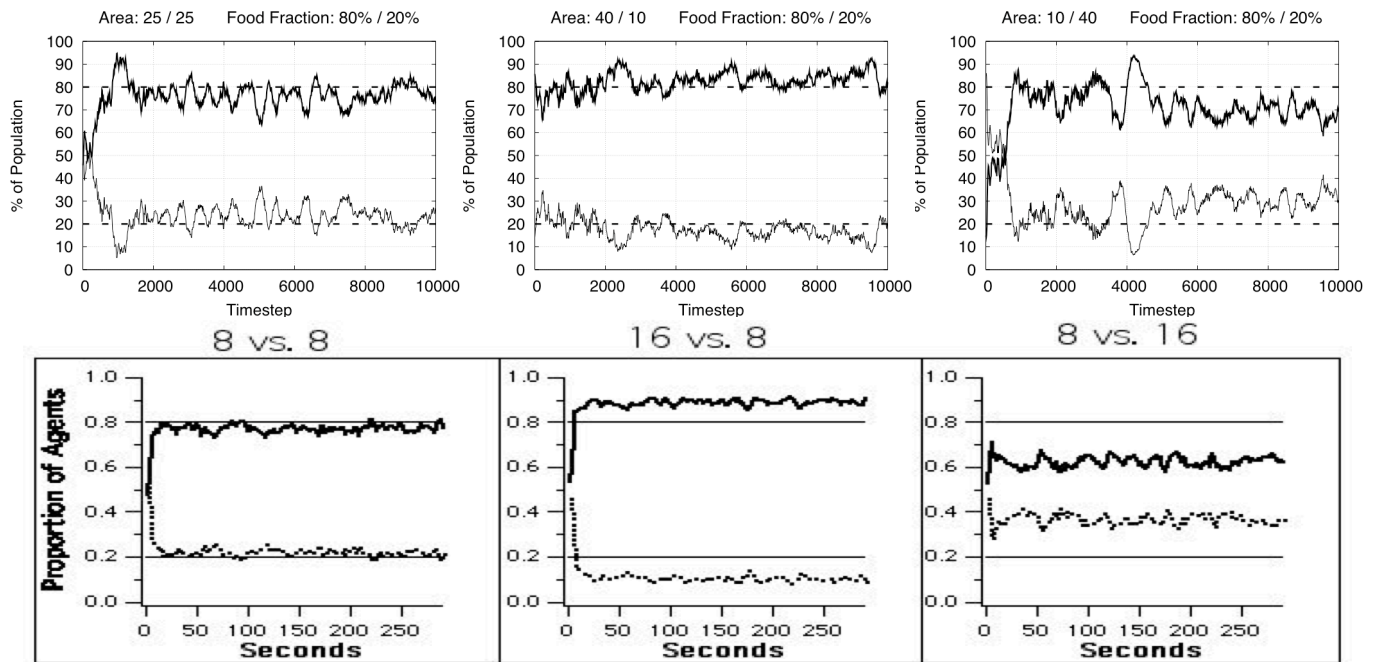 Area: 25 / 25 Food Fraction: 80% / 20%
% of Population
100
90
80
70
60
50
40
30
20
10
0
0 2000 4000 6000 8000 10000
Timestep
Area: 40 / 10 Food Fraction: 80% / 20%
% of Population
100
90
80
70
60
50
40
30
20
10
0
0 2000 4000 6000 8000 10000
Timestep
Area: 10 / 40 Food Fraction: 80% / 20%
% of Population
100
90
80
70
60
50
40
30
20
10
0
0 2000 4000 6000 8000 10000
Timestep
8 vs. 8
Proportion of Agents
1.0
0.8
0.6
0.4
0.2
0.0
0 50 100 150 200 250
Seconds
16 vs. 8
1.0
0.8
0.6
0.4
0.2
0.0
0 50 100 150 200 250
Seconds
8 vs. 16
1.0
0.8
0.6
0.4
0.2
0.0
0 50 100 150 200 250
Seconds